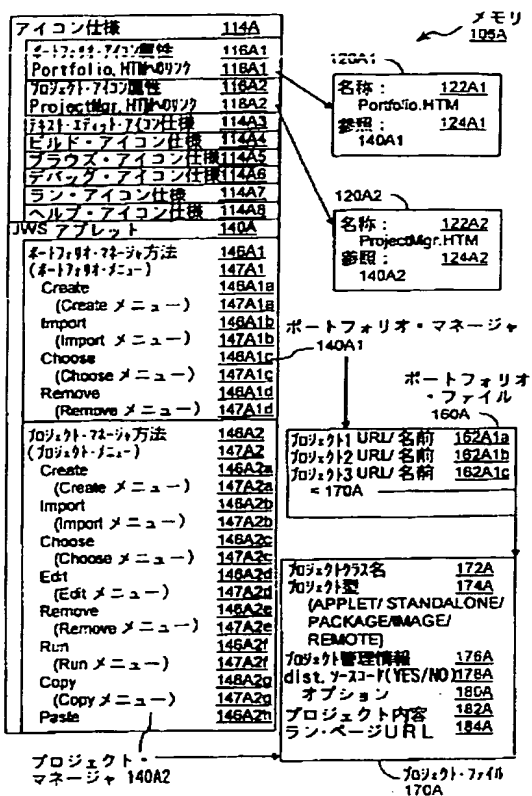 アイコン仕様 114A
ポートフォリオ・アイコン属性 116A1
Portfolio.HTMへのリンク 118A1
プロジェクト・アイコン属性 116A2
ProjectMgr.HTMへのリンク 118A2
テキスト・エディット・アイコン仕様 114A3
ビルド・アイコン仕様 114A4
ブラウズ・アイコン仕様 114A5
デバッグ・アイコン仕様 114A6
ラン・アイコン仕様 114A7
ヘルプ・アイコン仕様 114A8
JWS アプレット 140A
ポートフォリオ・マネージャ方法 146A1
(ポートフォリオ・メニュー) 147A1
Create 146A1a
(Create メニュー) 147A1a
Import 146A1b
(Import メニュー) 147A1b
Choose 146A1c
(Choose メニュー) 147A1c
Remove 146A1d
(Remove メニュー) 147A1d
プロジェクト・マネージャ方法 146A2
(プロジェクト・メニュー) 147A2
Create 146A2a
(Create メニュー) 147A2a
Import 146A2b
(Import メニュー) 147A2b
Choose 146A2c
(Choose メニュー) 147A2c
Edit 146A2d
(Edit メニュー) 147A2d
Remove 146A2e
(Remove メニュー) 147A2e
Run 146A2f
(Run メニュー) 147A2f
Copy 146A2g
(Copy メニュー) 147A2g
Paste 146A2h
プロジェクト・
マネージャ 140A2
メモリ
105A
120A1
名称: 122A1
Portfolio.HTM
参照: 124A1
140A1
120A2
名称: 122A2
ProjectMgr.HTM
参照: 124A2
140A2
ポートフォリオ・マネージャ
140A1
ポートフォリオ
・ファイル
160A
プロジェクト1 URL/ 名前 162A1a
プロジェクト2 URL/ 名前 162A1b
プロジェクト3 URL/ 名前 162A1c
= 170A
プロジェクトクラス名 172A
プロジェクト型 174A
(APPLET/ STANDALONE/
PACKAGE/IMAGE/
REMOTE)
プロジェクト管理情報 176A
dist. ソースコード(YES/NO) 178A
オプション 180A
プロジェクト内容 182A
ラン・ページURL 184A
プロジェクト・ファイル
170A